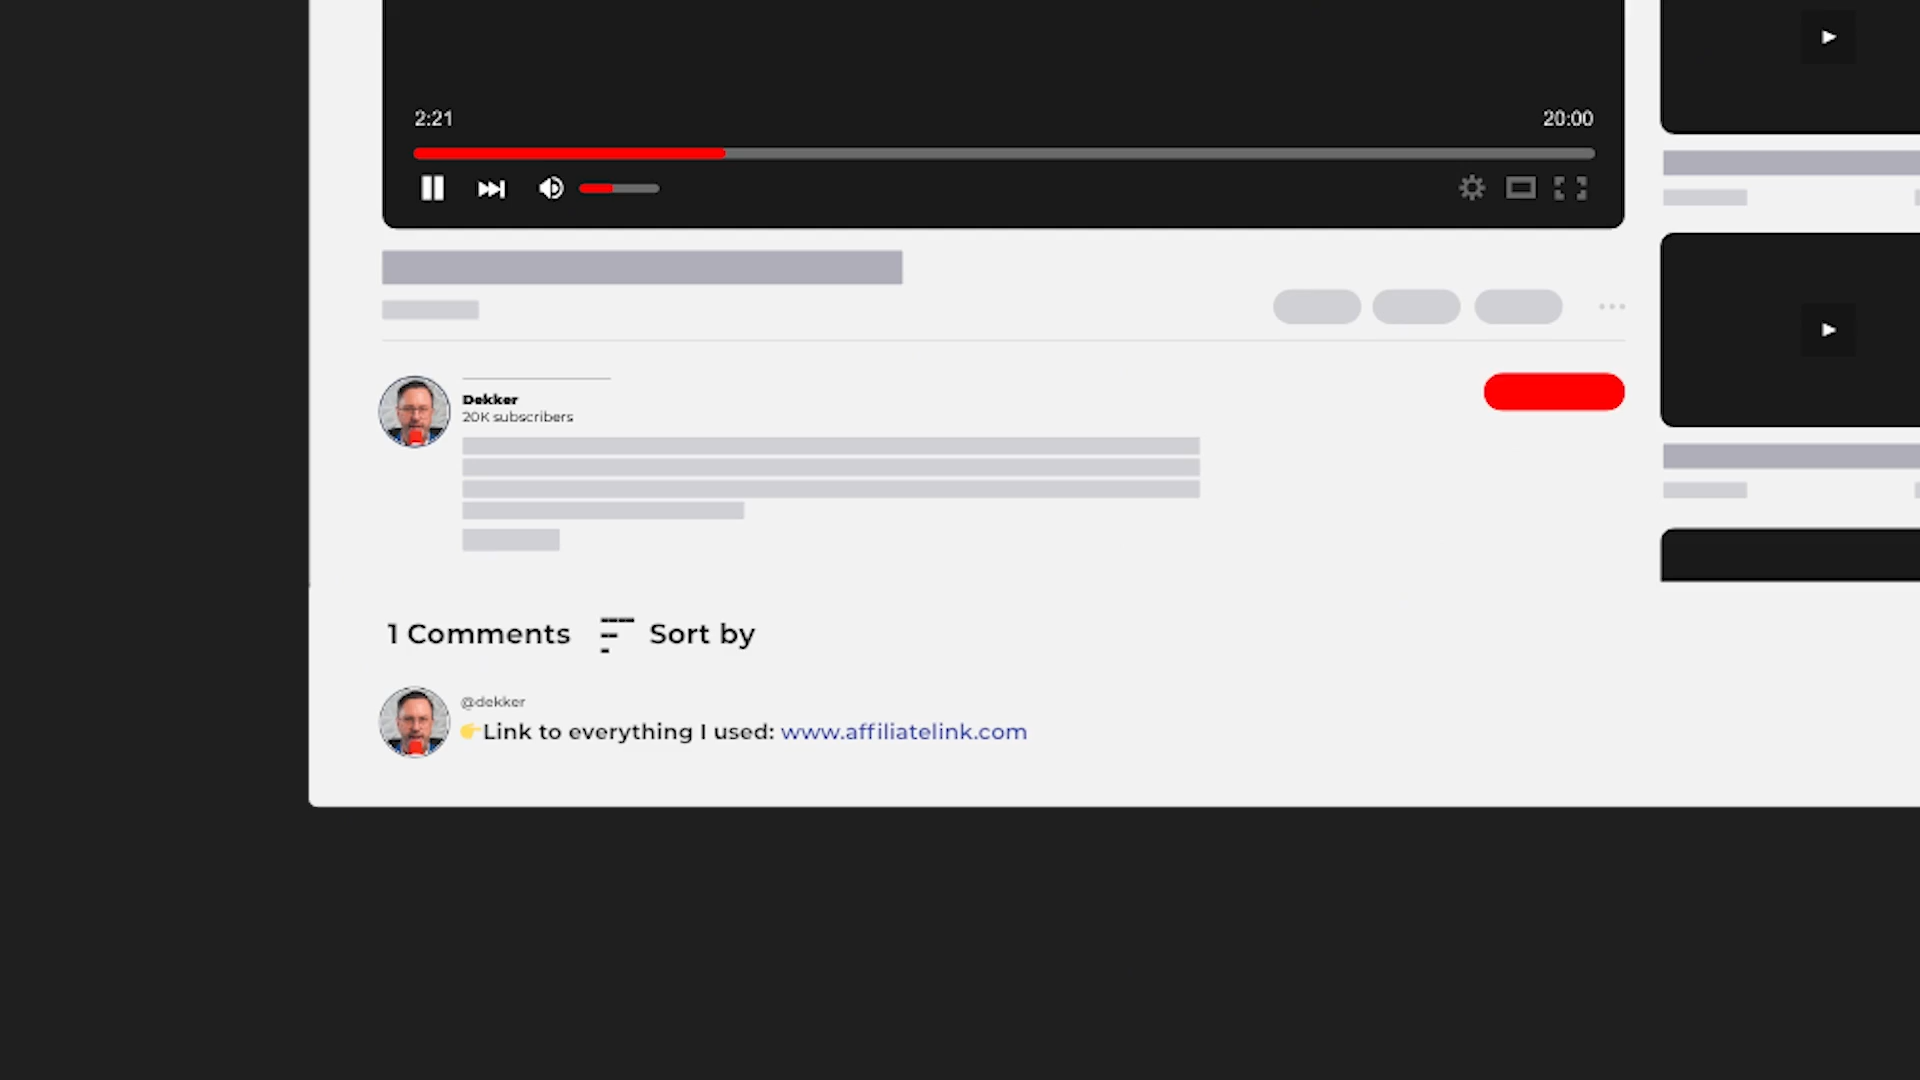 2:21 20:00
Dekker
20K subscribers
1 Comments Sort by
@dekker
👉Link to everything I used: www.affiliatelink.com